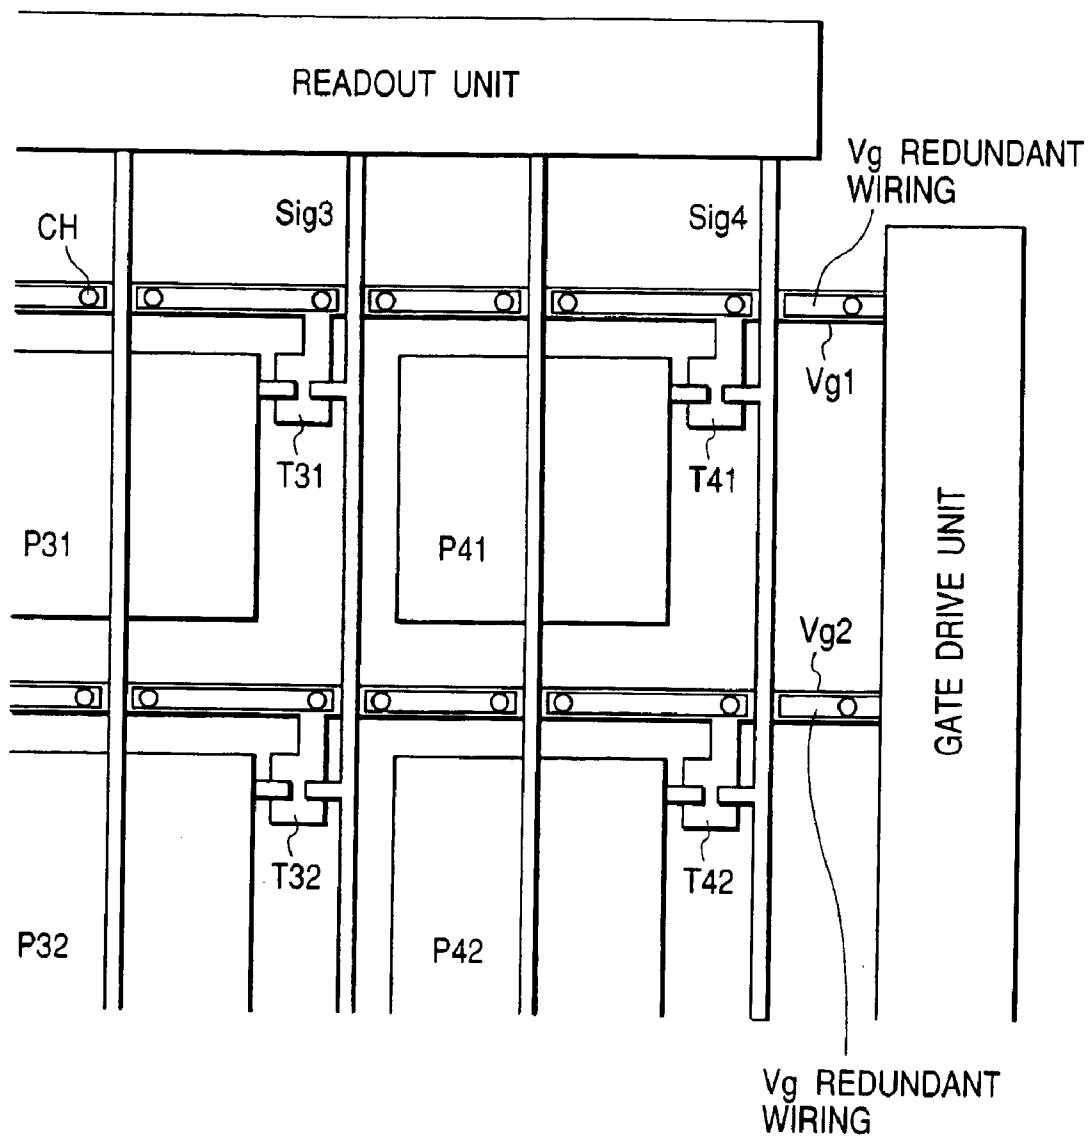 READOUT UNIT
Vg REDUNDANT
WIRING
CH
Sig3
Sig4
Vg1
T31
T41
P31
P41
GATE DRIVE UNIT
Vg2
T32
T42
P32
P42
Vg REDUNDANT
WIRING